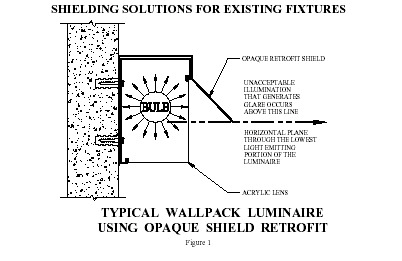 SHIELDING SOLUTIONS FOR EXISTING FIXTURES
OPAQUE RETROFIT SHIELD
UNACCEPTABLE
ILLUMINATION
THAT GENERATES
GLARE OCCURS
ABOVE THIS LINE
BULB
HORIZONTAL PLANE
THROUGH THE LOWEST
LIGHT EMITTING
PORTION OF THE
LUMINAIRE
ACRYLIC LENS
TYPICAL WALLPACK LUMINAIRE
USING OPAQUE SHIELD RETROFIT
Figure 1